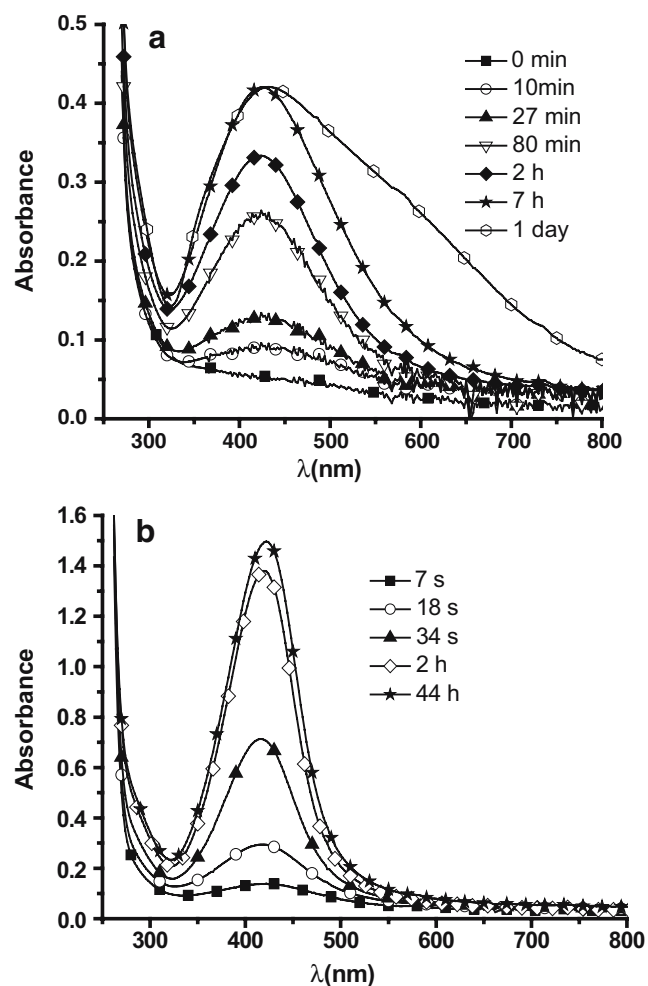 a
0.5
0.4
0.3
0.2
0.1
0.0
Absorbance
0 min
10min
27 min
80 min
2 h
7 h
1 day
300 400 500 600 700 800
λ(nm)
b
1.6
1.4
1.2
1.0
0.8
0.6
0.4
0.2
0.0
Absorbance
7 s
18 s
34 s
2 h
44 h
300 400 500 600 700 800
λ(nm)